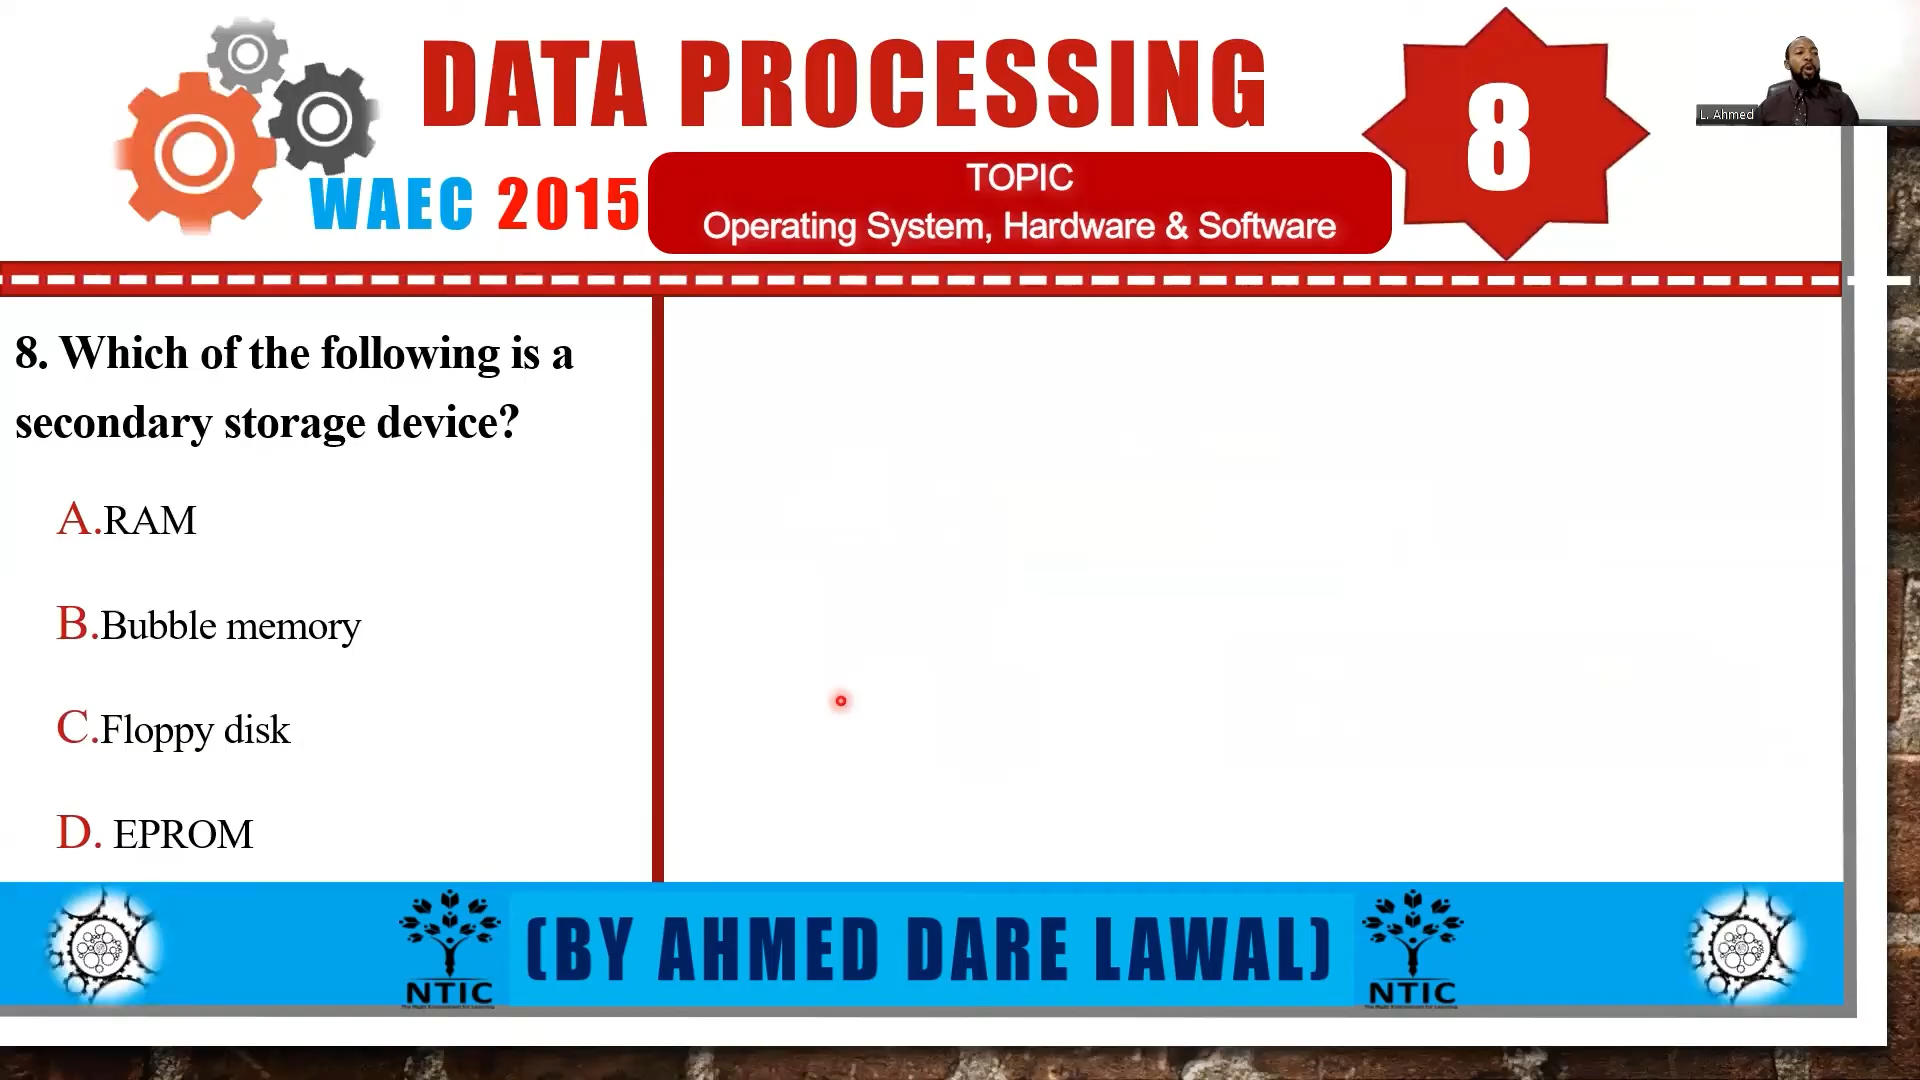 DATA PROCESSING
8
L. Ahmed
WAEC 2015
TOPIC
Operating System, Hardware & Software
8. Which of the following is a
secondary storage device?
A.RAM
B.Bubble memory
C.Floppy disk
D. EPROM
(BY AHMED DARE LAWAL)
NTIC
NTIC